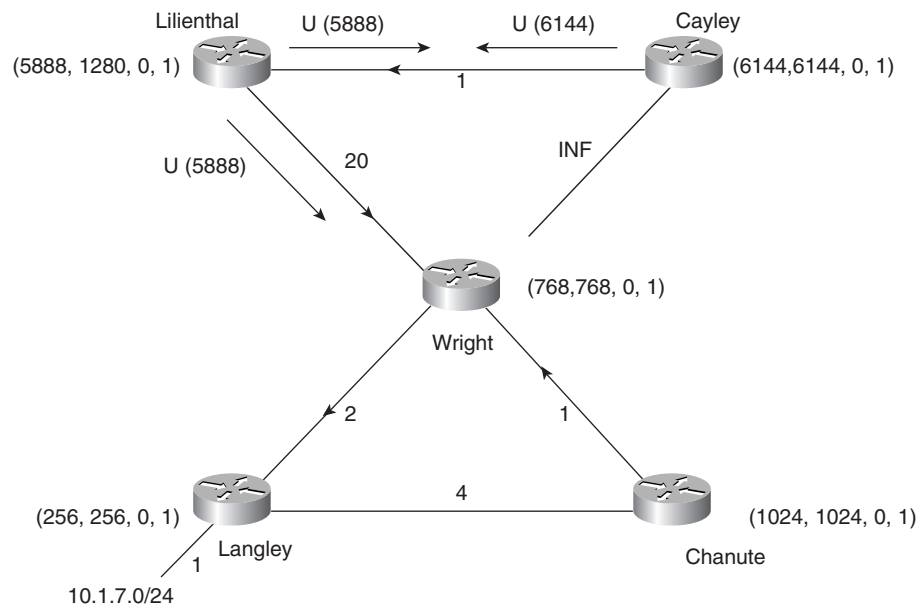 Lilienthal
U (5888)
U (6144)
Cayley
(5888, 1280, 0, 1)
1
(6144,6144, 0, 1)
U (5888)
20
INF
(768,768, 0, 1)
Wright
2
1
4
(256, 256, 0, 1)
(1024, 1024, 0, 1)
Langley
Chanute
1
10.1.7.0/24